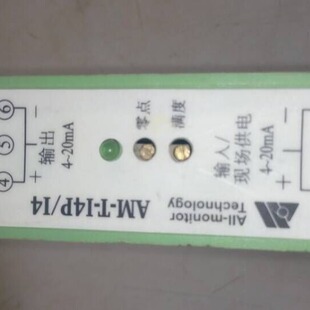 4 5 6
+ 输出 −
4~20mA
零点
满度
AM-T-I4P/I4
输入/
现场供电
− 4~20mA +
All-monitor
Technology